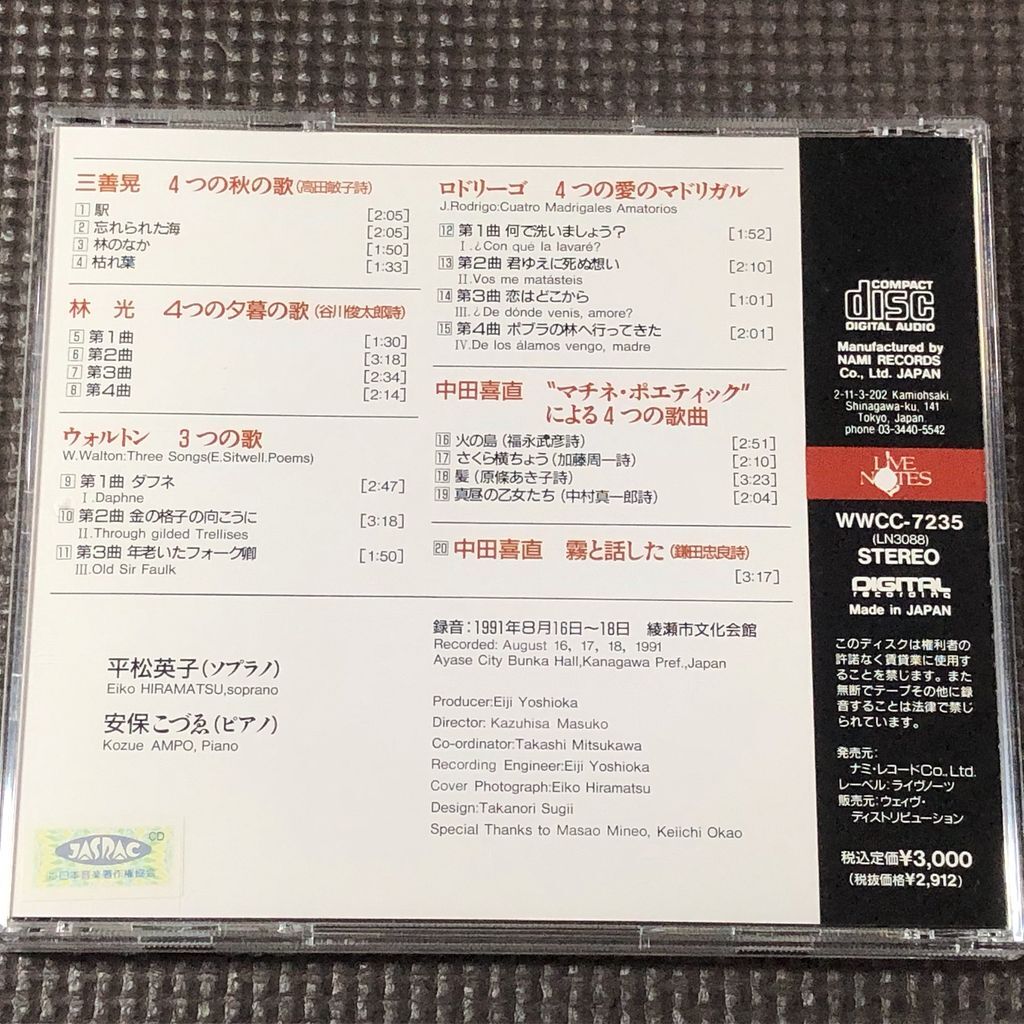 三善晃　4つの秋の歌(高田敏子詩)
1 駅 [2:05]
2 忘れられた海 [2:05]
3 林のなか [1:50]
4 枯れ葉 [1:33]
林　光　4つの夕暮の歌(谷川俊太郎詩)
5 第1曲 [1:30]
6 第2曲 [3:18]
7 第3曲 [2:34]
8 第4曲 [2:14]
ウォルトン　3つの歌
W.Walton:Three Songs(E.Sitwell.Poems)
9 第1曲 ダフネ [2:47]
I.Daphne
10 第2曲 金の格子の向こうに [3:18]
II.Through gilded Trellises
11 第3曲 年老いたフォーク卿 [1:50]
III.Old Sir Faulk
ロドリーゴ　4つの愛のマドリガル
J.Rodrigo:Cuatro Madrigales Amatorios
12 第1曲 何で洗いましょう? [1:52]
I.¿Con qué la lavaré?
13 第2曲 君ゆえに死ぬ想い [2:10]
II.Vos me matásteis
14 第3曲 恋はどこから [1:01]
III.¿De dónde venis, amore?
15 第4曲 ポプラの林へ行ってきた [2:01]
IV.De los álamos vengo, madre
中田喜直　"マチネ・ポエティック"
による4つの歌曲
16 火の島(福永武彦詩) [2:51]
17 さくら横ちょう(加藤周一詩) [2:10]
18 髪(原條あき子詩) [3:23]
19 真昼の乙女たち(中村真一郎詩) [2:04]
20 中田喜直　霧と話した(鎌田忠良詩)
[3:17]
平松英子(ソプラノ)
Eiko HIRAMATSU,soprano
安保こづゑ(ピアノ)
Kozue AMPO, Piano
録音:1991年8月16日〜18日　綾瀬市文化会館
Recorded: August 16, 17, 18, 1991
Ayase City Bunka Hall,Kanagawa Pref.,Japan
Producer:Eiji Yoshioka
Director: Kazuhisa Masuko
Co-ordinator:Takashi Mitsukawa
Recording Engineer:Eiji Yoshioka
Cover Photograph:Eiko Hiramatsu
Design:Takanori Sugii
Special Thanks to Masao Mineo, Keiichi Okao
CD
JASRAC
日本音楽著作権協会
COMPACT
disc
DIGITAL AUDIO
Manufactured by
NAMI RECORDS
Co., Ltd. JAPAN
2-11-3-202 Kamiohsaki
Shinagawa-ku, 141
Tokyo, Japan
phone 03-3440-5542
LIVE
NOTES
WWCC-7235
(LN3088)
STEREO
DIGITAL
recording
Made in JAPAN
このディスクは権利者の
許諾なく賃貸業に使用す
ることを禁じます。また
無断でテープその他に録
音することは法律で禁じ
られています。
発売元:
ナミ・レコードCo., Ltd.
レーベル:ライヴノーツ
販売元:ウェイヴ・
ディストリビューション
税込定価¥3,000
(税抜価格¥2,912)